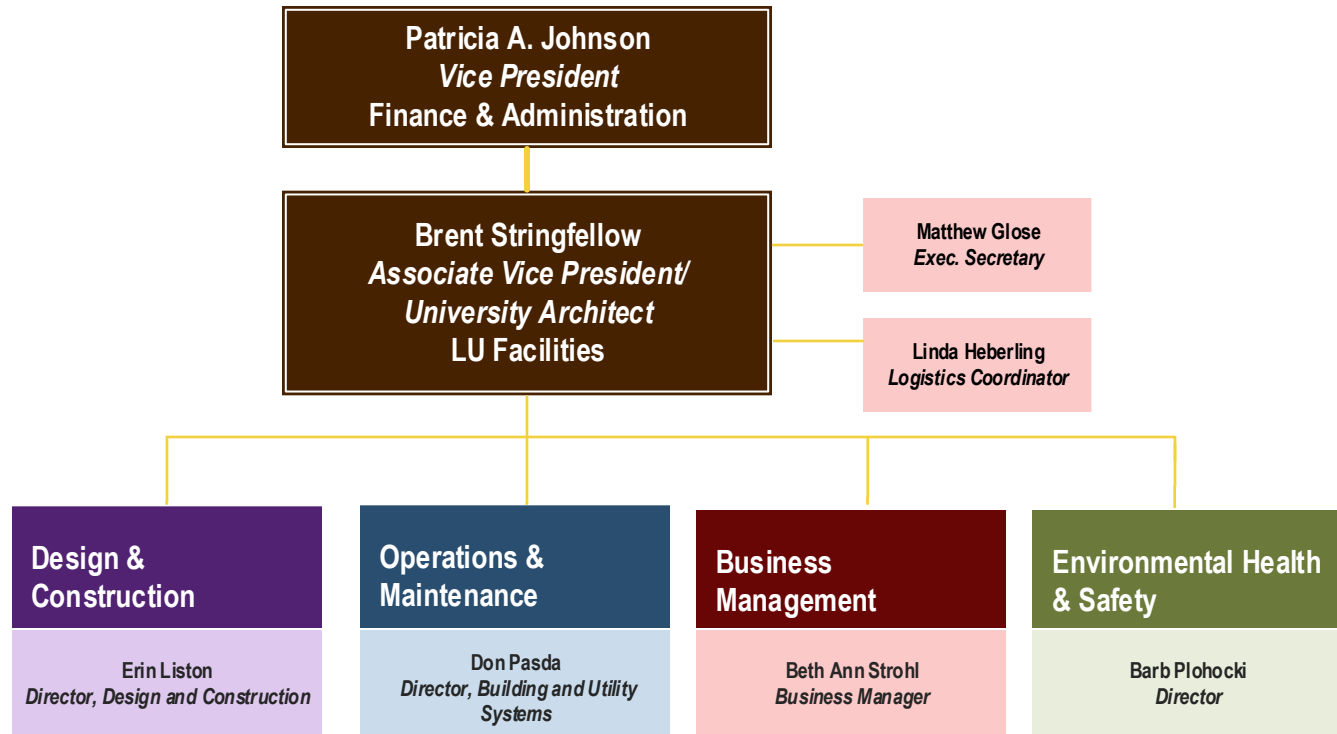 Patricia A. Johnson
Vice President
Finance & Administration
Brent Stringfellow
Associate Vice President/
University Architect
LU Facilities
Matthew Glose
Exec. Secretary
Linda Heberling
Logistics Coordinator
Design &
Construction
Erin Liston
Director, Design and Construction
Operations &
Maintenance
Don Pasda
Director, Building and Utility
Systems
Business
Management
Beth Ann Strohl
Business Manager
Environmental Health
& Safety
Barb Plohocki
Director